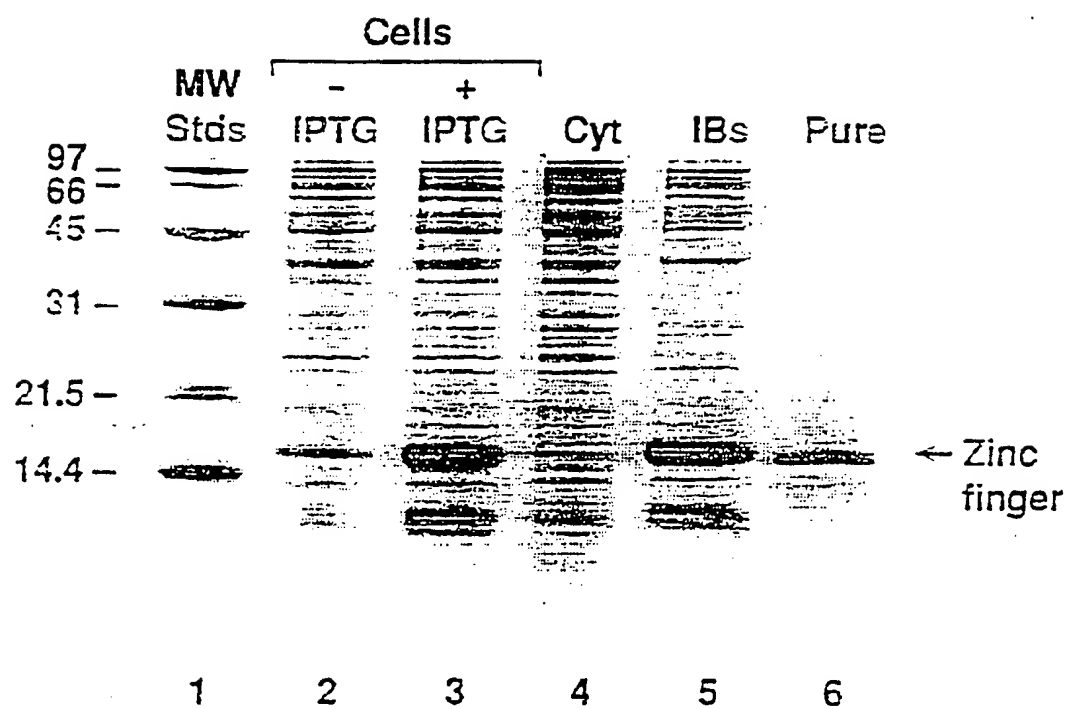 Cells
MW
Stds
-
IPTG
+
IPTG
Cyt
IBs
Pure
97 –
66 –
45 –
31 –
21.5 –
14.4 –
← Zinc
finger
1 2 3 4 5 6